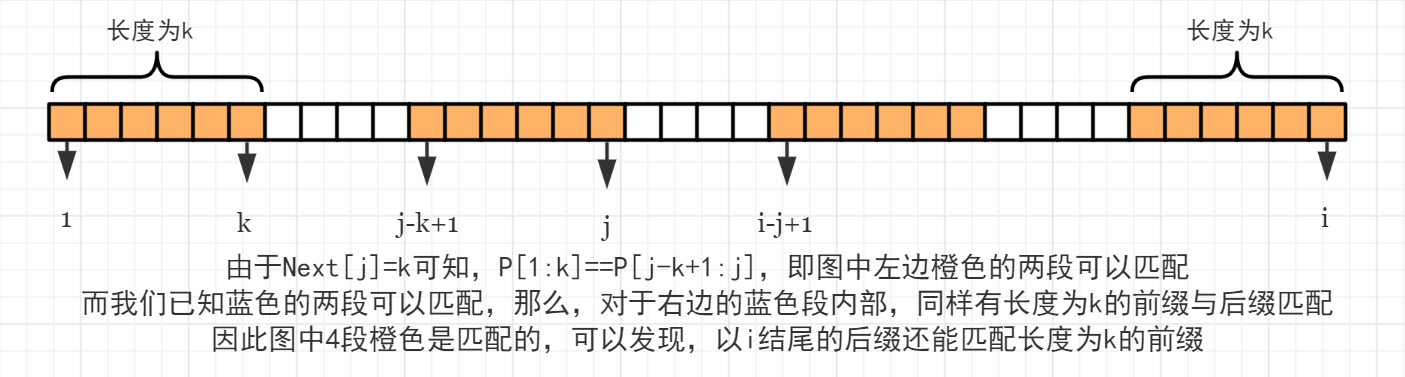 长度为k
长度为k
1
k
j-k+1
j
i-j+1
i
由于Next[j]=k可知，P[1:k]==P[j-k+1:j]，即图中左边橙色的两段可以匹配
而我们已知蓝色的两段可以匹配，那么，对于右边的蓝色段内部，同样有长度为k的前缀与后缀匹配
因此图中4段橙色是匹配的，可以发现，以i结尾的后缀还能匹配长度为k的前缀